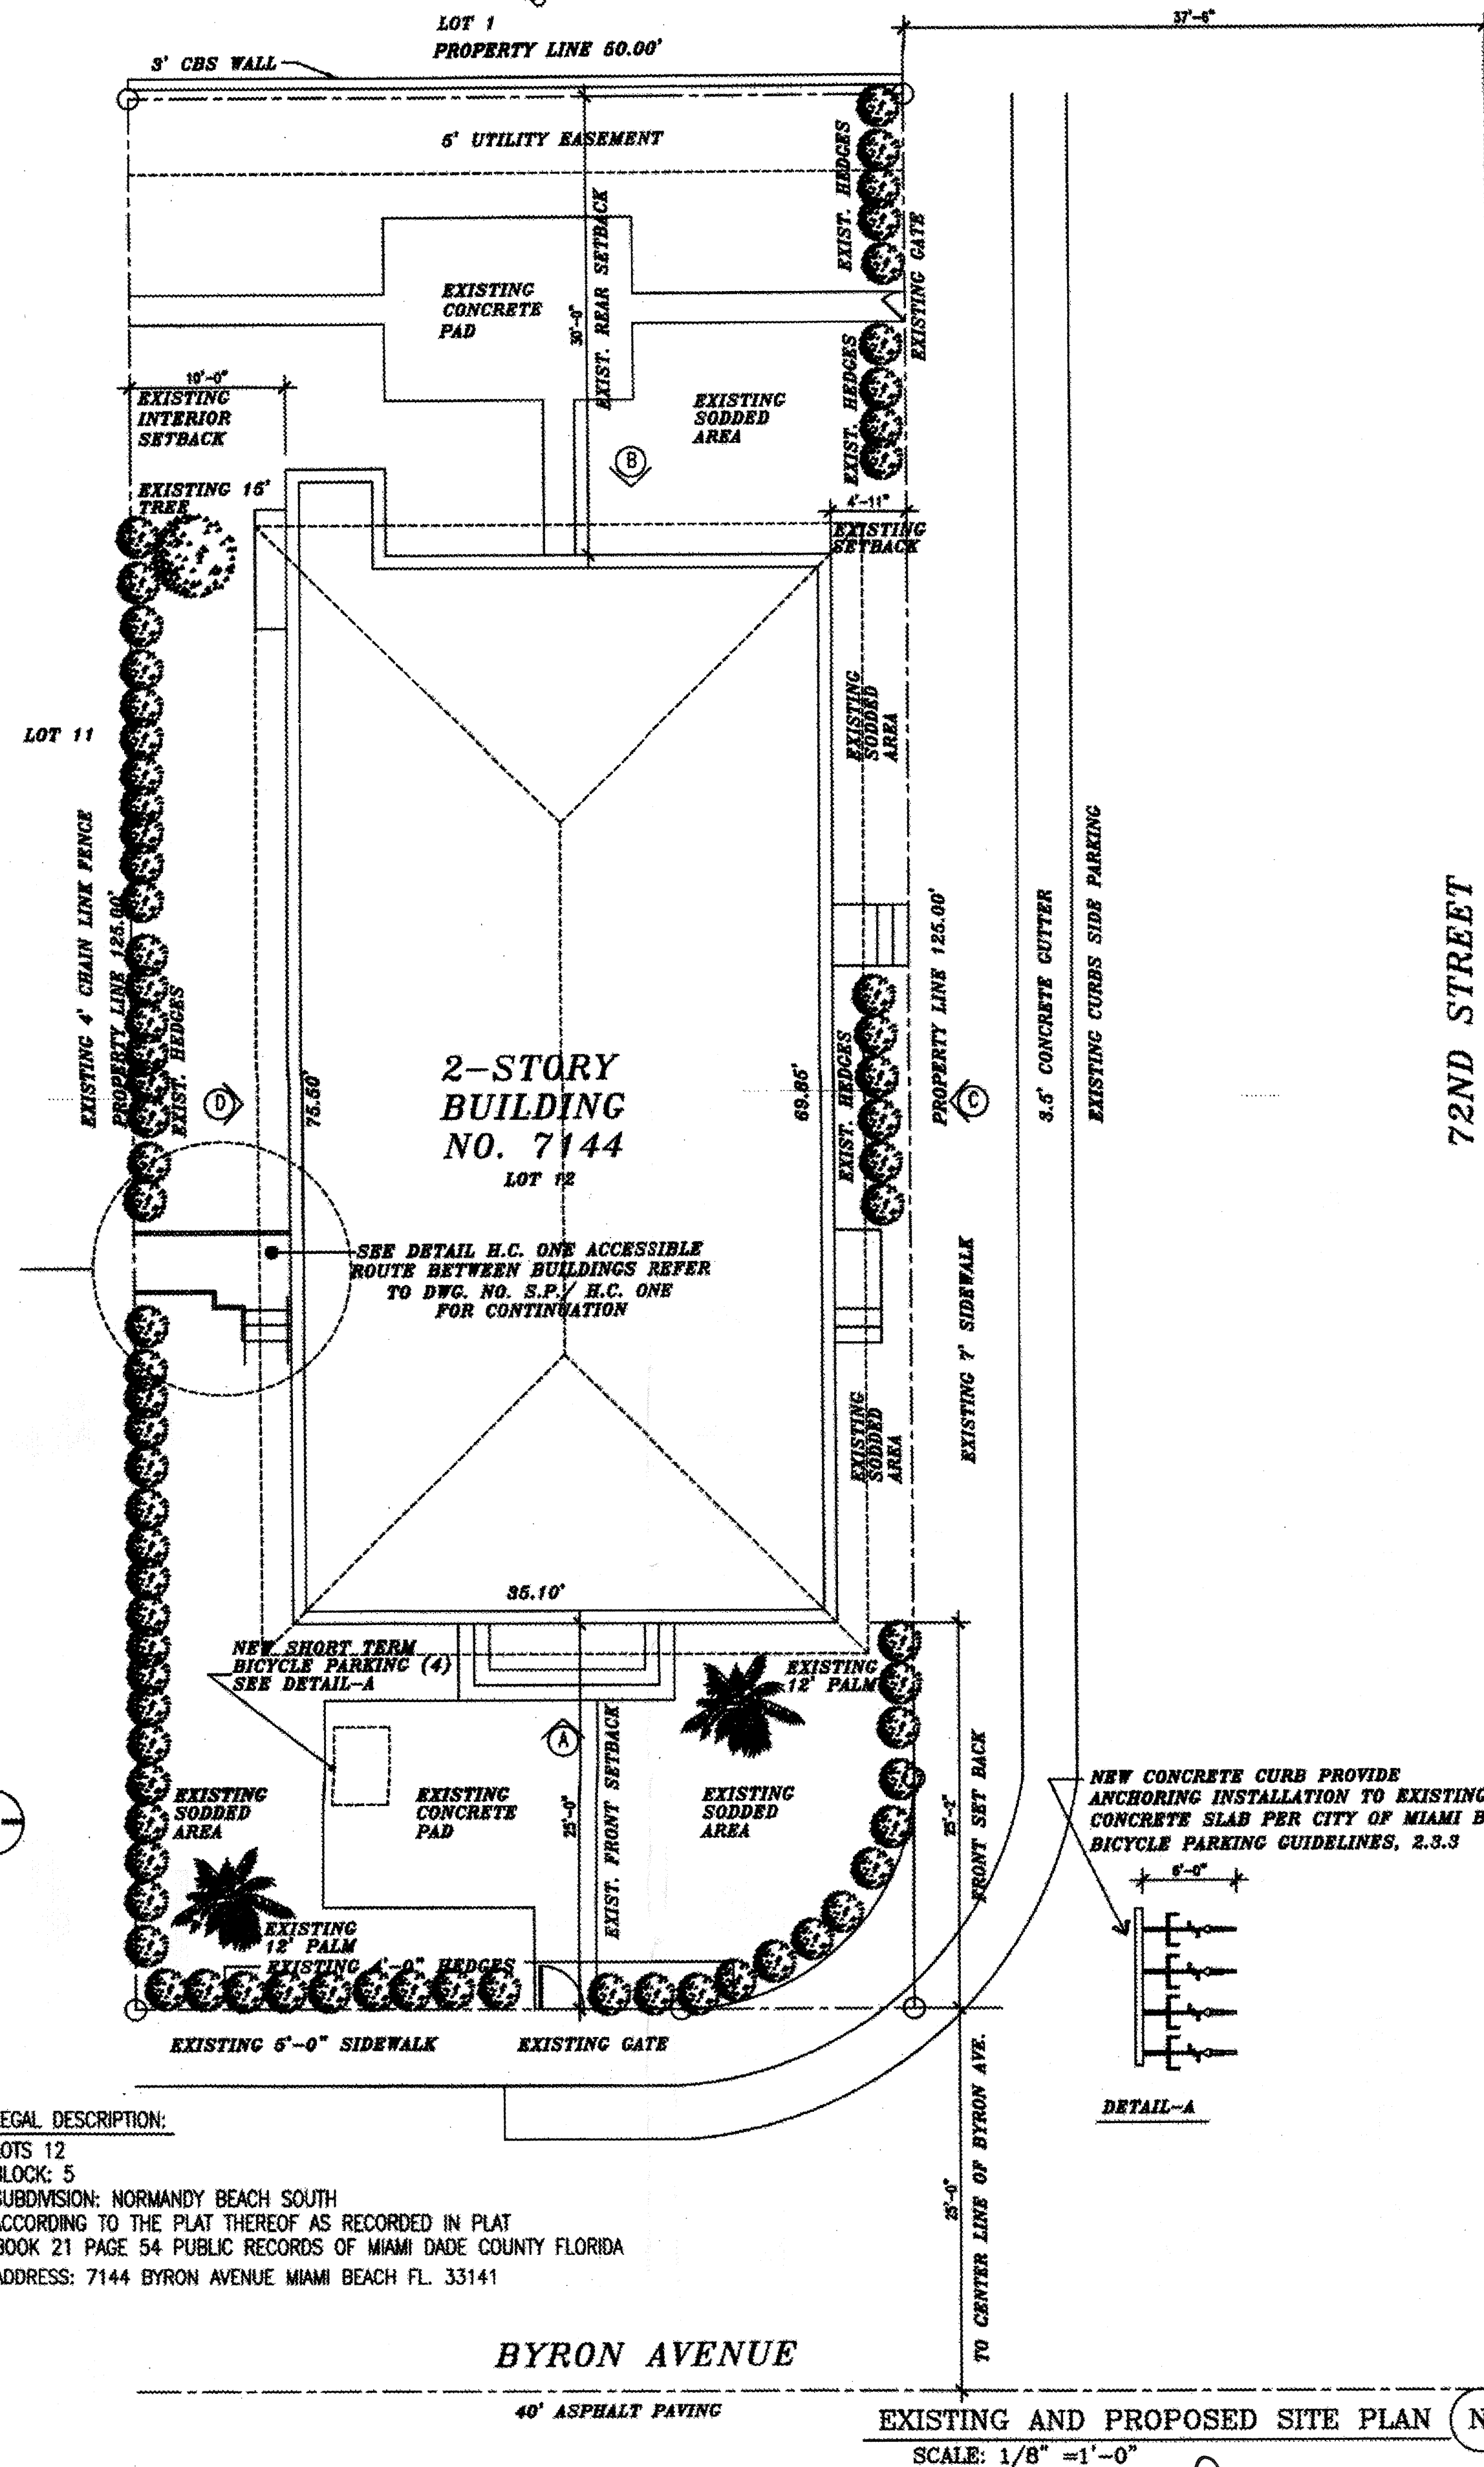 LOT 1
PROPERTY LINE 50.00'
37'-6"
3' CBS WALL
5' UTILITY EASEMENT
EXIST. HEDGES
EXISTING GATE
EXIST. REAR SETBACK
30'-0"
EXISTING
CONCRETE
PAD
10'-0"
EXISTING
INTERIOR
SETBACK
EXISTING
SODDED
AREA
EXIST. HEDGES
B
EXISTING 15'
TREE
4'-11"
EXISTING
SETBACK
LOT 11
EXISTING
SODDED
AREA
EXISTING 4' CHAIN LINK FENCE
PROPERTY LINE 125.00'
EXIST. HEDGES
D
75.50'
2-STORY
BUILDING
NO. 7144
LOT 12
69.85'
EXIST. HEDGES
PROPERTY LINE 125.00'
C
3.5' CONCRETE GUTTER
EXISTING CURBS SIDE PARKING
72ND STREET
SEE DETAIL H.C. ONE ACCESSIBLE
ROUTE BETWEEN BUILDINGS REFER
TO DWG. NO. S.P./ H.C. ONE
FOR CONTINUATION
EXISTING 7' SIDEWALK
EXISTING
SODDED
AREA
35.10'
NEW SHORT TERM
BICYCLE PARKING (4)
SEE DETAIL-A
EXISTING
12' PALM
A
EXISTING
SODDED
AREA
EXISTING
CONCRETE
PAD
25'-0"
EXIST. FRONT SETBACK
EXISTING
SODDED
AREA
25'-2"
FRONT SET BACK
NEW CONCRETE CURB PROVIDE
ANCHORING INSTALLATION TO EXISTING
CONCRETE SLAB PER CITY OF MIAMI B
BICYCLE PARKING GUIDELINES, 2.3.3
6'-0"
DETAIL-A
EXISTING
12' PALM
EXISTING 4'-0" HEDGES
EXISTING 5'-0" SIDEWALK
EXISTING GATE
25'-0"
TO CENTER LINE OF BYRON AVE.
EGAL DESCRIPTION:
OTS 12
BLOCK: 5
SUBDIVISION: NORMANDY BEACH SOUTH
ACCORDING TO THE PLAT THEREOF AS RECORDED IN PLAT
BOOK 21 PAGE 54 PUBLIC RECORDS OF MIAMI DADE COUNTY FLORIDA
ADDRESS: 7144 BYRON AVENUE MIAMI BEACH FL. 33141
BYRON AVENUE
40' ASPHALT PAVING
EXISTING AND PROPOSED SITE PLAN
N
SCALE: 1/8" =1'-0"